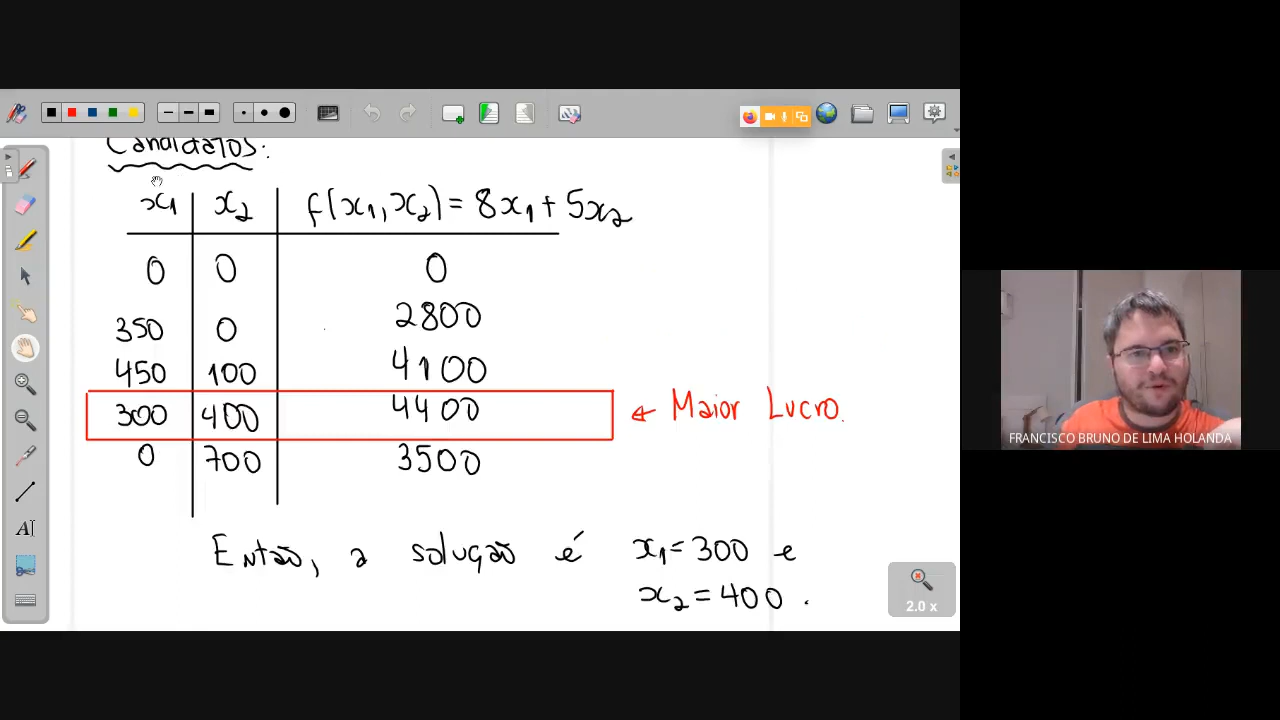 Candidatos:
x₁ x₂ f(x₁,x₂) = 8x₁ + 5x₂
0 0 0
350 0 2800
450 100 4100
300 400 4400 ← Maior Lucro.
0 700 3500
Então, a solução é x₁ = 300 e
x₂ = 400.
2.0 x
FRANCISCO BRUNO DE LIMA HOLANDA